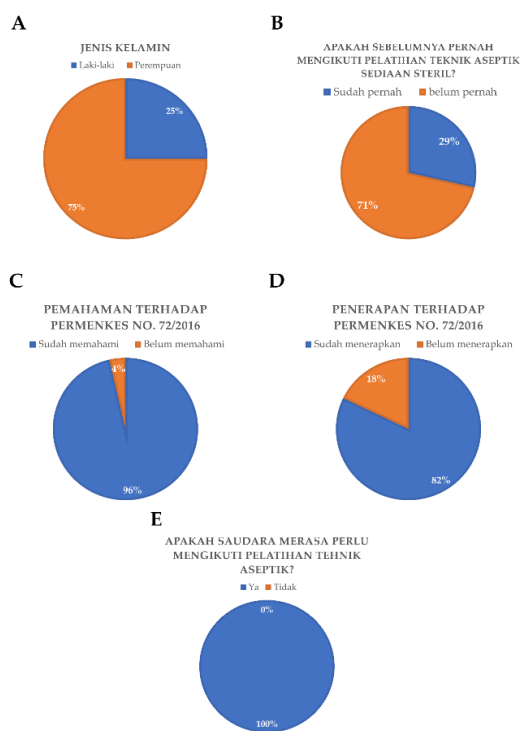 A
JENIS KELAMIN
Laki-laki Perempuan
25%
75%
B
APAKAH SEBELUMNYA PERNAH
MENGIKUTI PELATIHAN TEKNIK ASEPTIK
SEDIAAN STERIL?
Sudah pernah belum pernah
29%
71%
C
PEMAHAMAN TERHADAP
PERMENKES NO. 72/2016
Sudah memahami Belum memahami
4%
96%
D
PENERAPAN TERHADAP
PERMENKES NO. 72/2016
Sudah menerapkan Belum menerapkan
18%
82%
E
APAKAH SAUDARA MERASA PERLU
MENGIKUTI PELATIHAN TEHNIK
ASEPTIK?
Ya Tidak
0%
100%